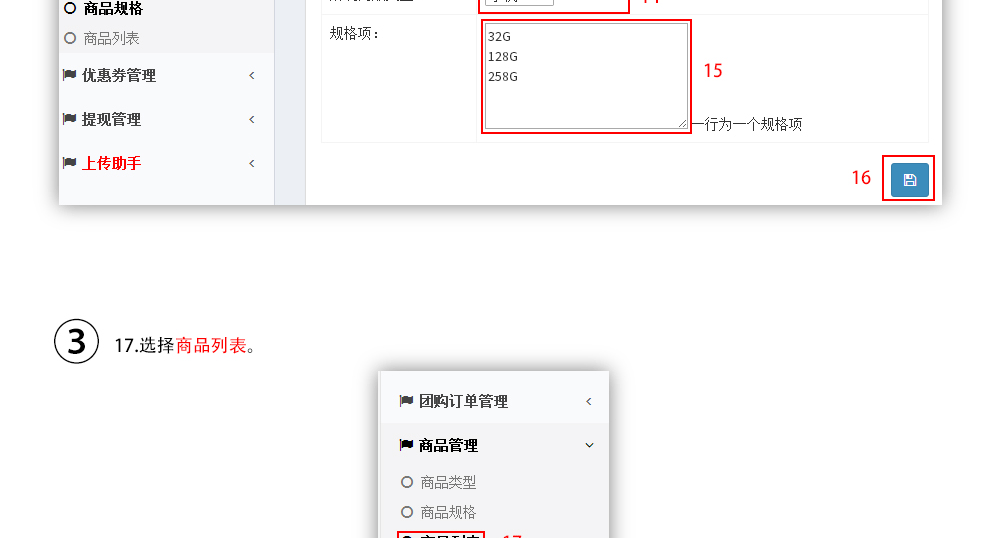 商品规格
商品列表
优惠券管理
提现管理
上传助手
规格项：
32G
128G
258G
15
一行为一个规格项
16
3
17.选择商品列表。
团购订单管理
商品管理
商品类型
商品规格